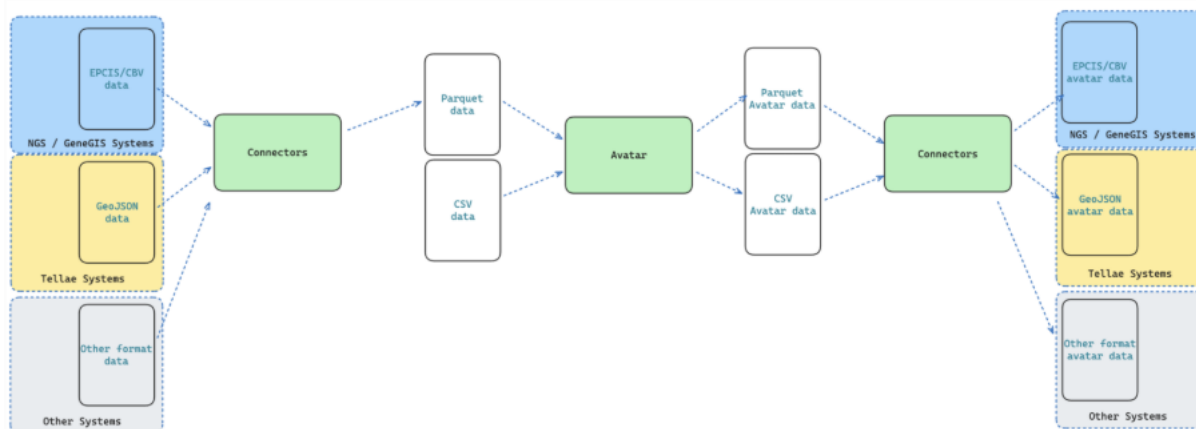 EPCIS/CBV
data
NGS / GeneGIS Systems
GeoJSON
data
Tellae Systems
Other format
data
Other Systems
Connectors
Parquet
data
CSV
data
Avatar
Parquet
Avatar data
CSV
Avatar data
Connectors
EPCIS/CBV
avatar data
NGS / GeneGIS Systems
GeoJSON
avatar data
Tellae Systems
Other format
avatar data
Other Systems